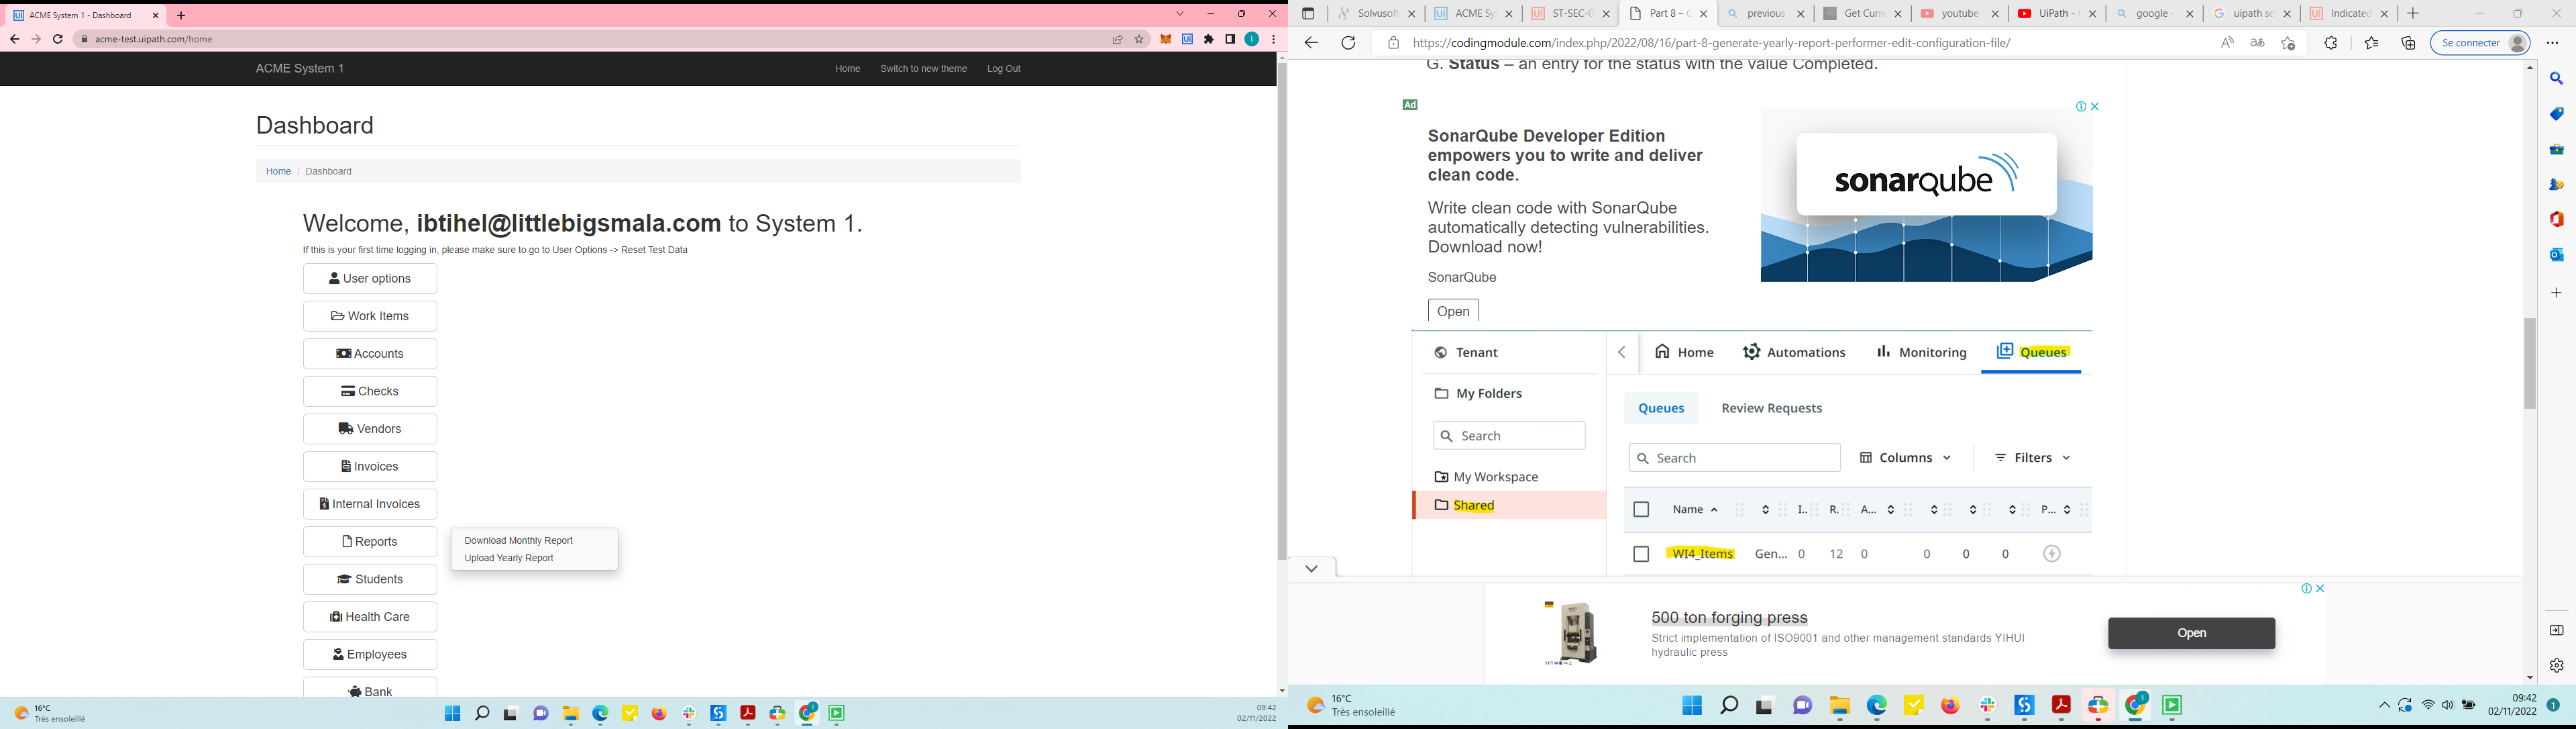 ACME System 1 - Dashboard
acme-test.uipath.com/home
ACME System 1
Home
Switch to new theme
Log Out
Dashboard
Home / Dashboard
Welcome, ibtihel@littlebigsmala.com to System 1.
If this is your first time logging in, please make sure to go to User Options -> Reset Test Data
User options
Work Items
Accounts
Checks
Vendors
Invoices
Internal Invoices
Reports
Download Monthly Report
Upload Yearly Report
Students
Health Care
Employees
Bank
16°C
Très ensoleillé
09:42
02/11/2022
Solvusoft
ACME Sy
ST-SEC-0
Part 8 – G
previous
Get Curre
youtube
UiPath -
google -
uipath se
Indicated
https://codingmodule.com/index.php/2022/08/16/part-8-generate-yearly-report-performer-edit-configuration-file/
Se connecter
G. Status – an entry for the status with the value Completed.
Ad
SonarQube Developer Edition
empowers you to write and deliver
clean code.
Write clean code with SonarQube
automatically detecting vulnerabilities.
Download now!
SonarQube
Open
sonarqube
Tenant
My Folders
Search
My Workspace
Shared
Home
Automations
Monitoring
Queues
Queues
Review Requests
Search
Columns
Filters
Name
I..
R.
A...
P...
WI4_Items Gen... 0 12 0 0 0 0
500 ton forging press
Strict implementation of ISO9001 and other management standards YIHUI
hydraulic press
Open
16°C
Très ensoleillé
09:42
02/11/2022
1